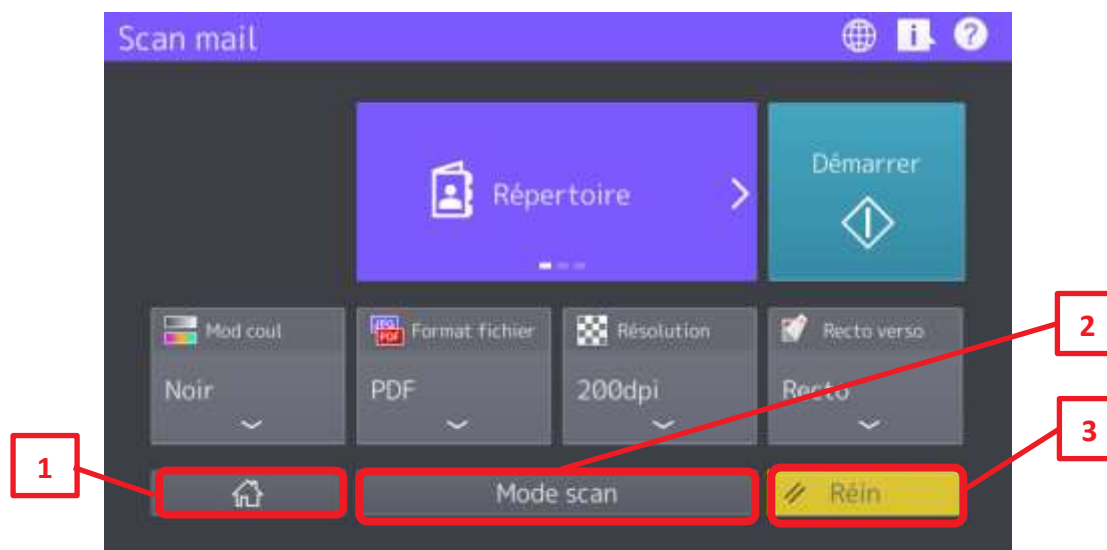 Scan mail
Répertoire
Démarrer
Mod coul
Format fichier
Résolution
Recto verso
Noir
PDF
200dpi
Recto
Mode scan
Réin
1
2
3